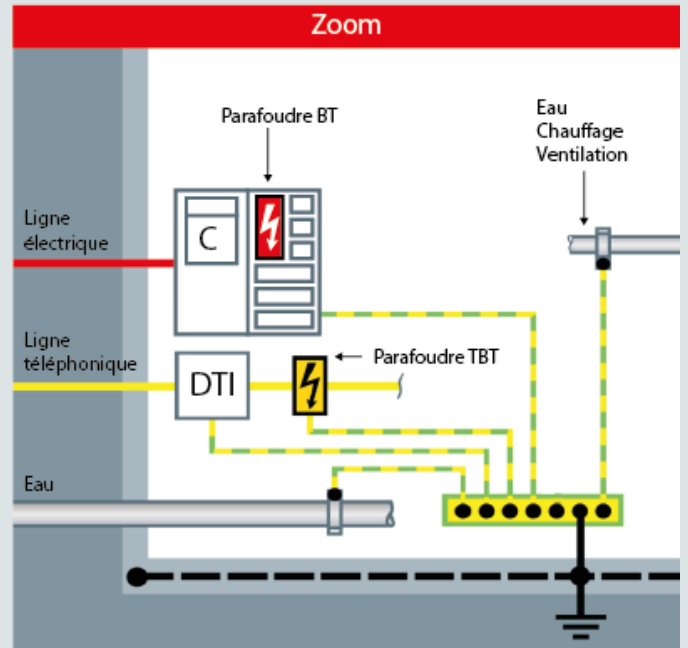 Zoom
Parafoudre BT
Eau
Chauffage
Ventilation
Ligne
électrique
C
Ligne
téléphonique
Parafoudre TBT
DTI
Eau